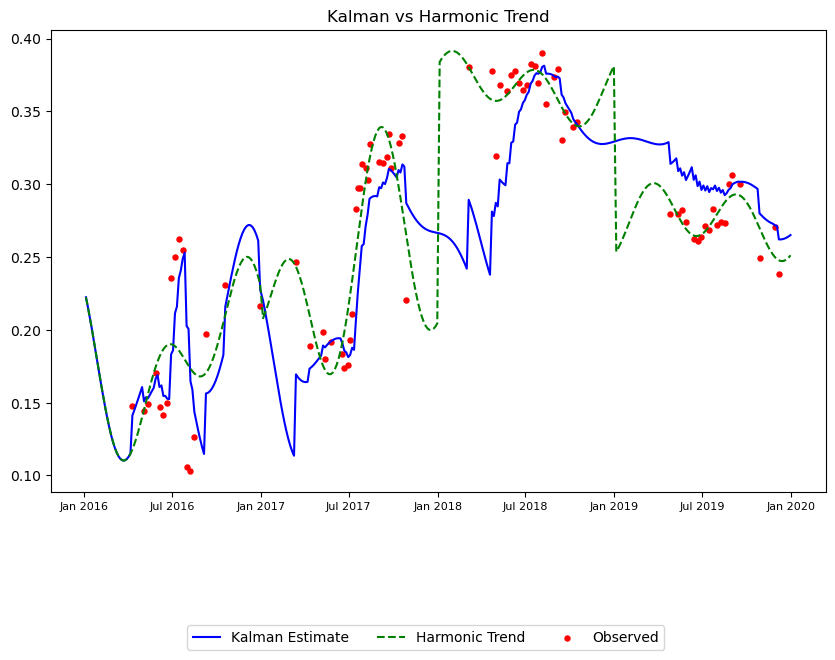 Kalman vs Harmonic Trend
0.40
0.35
0.30
0.25
0.20
0.15
0.10
Jan 2016 Jul 2016 Jan 2017 Jul 2017 Jan 2018 Jul 2018 Jan 2019 Jul 2019 Jan 2020
Kalman Estimate Harmonic Trend Observed